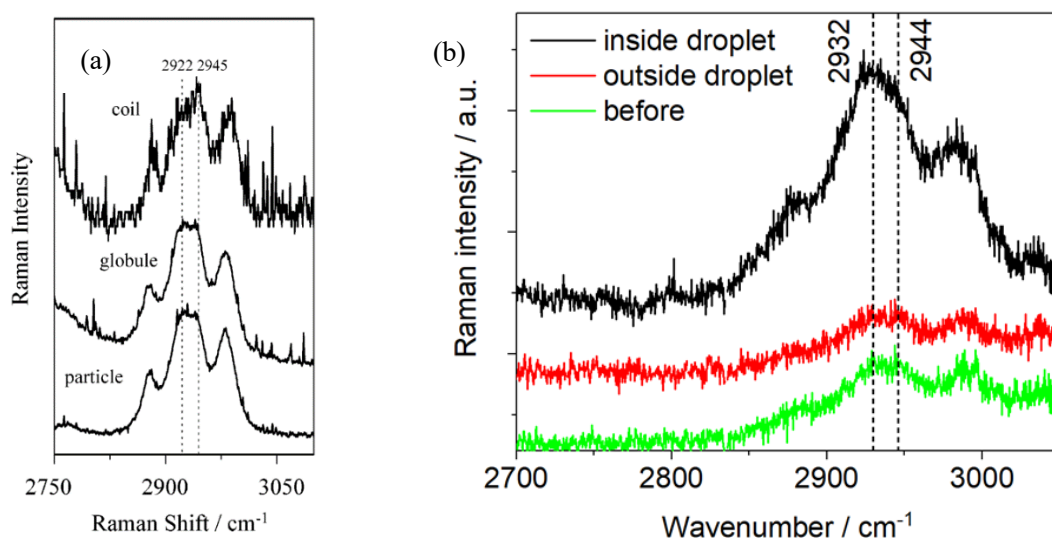 (a)
2922 2945
coil
globule
particle
Raman Intensity
2750 2900 3050
Raman Shift / cm-1
(b)
inside droplet
outside droplet
before
2932
2944
Raman intensity / a.u.
2700 2800 2900 3000
Wavenumber / cm-1